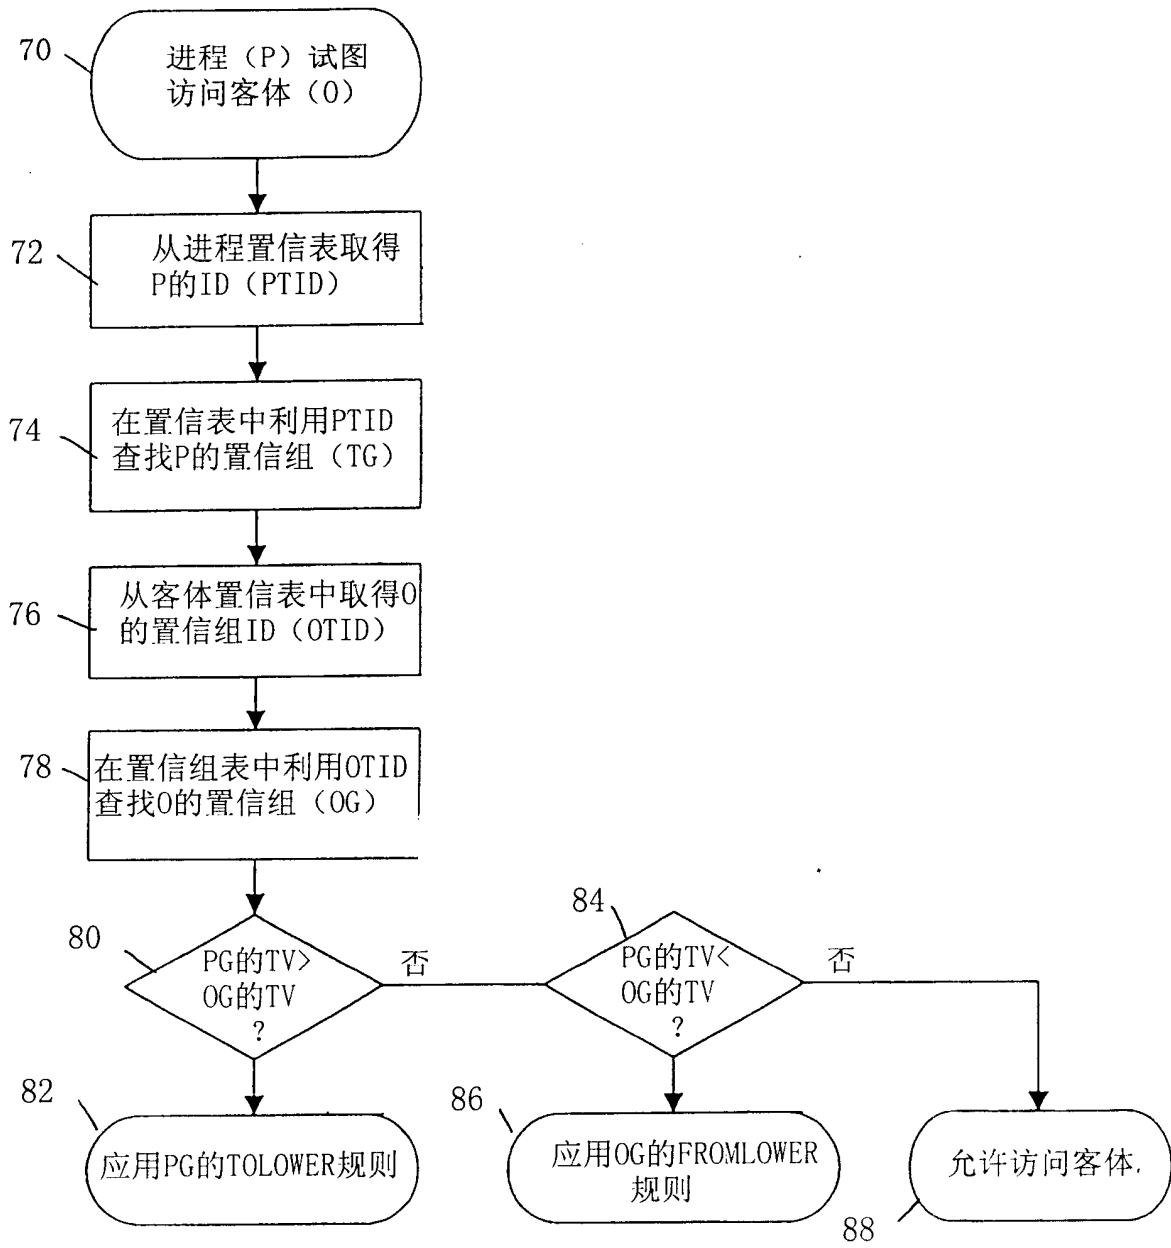 70
进程（P）试图
访问客体（O）
72
从进程置信表取得
P的ID（PTID）
74
在置信表中利用PTID
查找P的置信组（TG）
76
从客体置信表中取得O
的置信组ID（OTID）
78
在置信组表中利用OTID
查找O的置信组（OG）
80
PG的TV>
OG的TV
?
否
84
PG的TV<
OG的TV
?
否
82
应用PG的TOLOWER规则
86
应用OG的FROMLOWER
规则
允许访问客体.
88